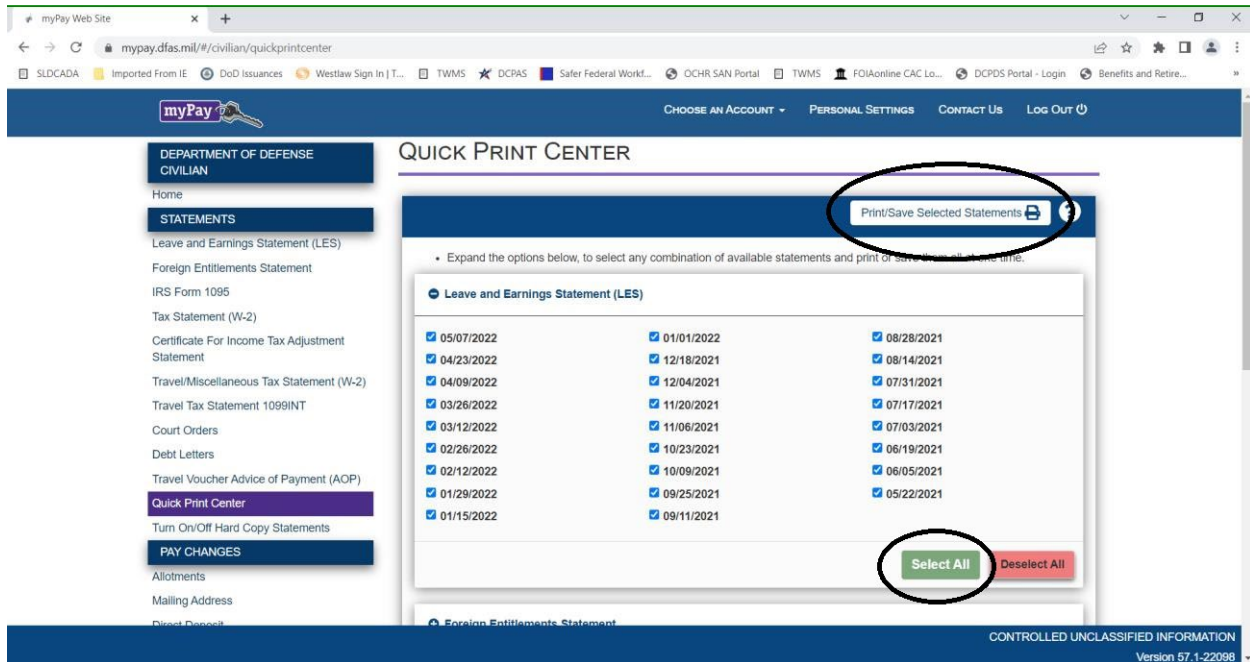 myPay Web Site
mypay.dfas.mil/#/civilian/quickprintcenter
SLDCADA Imported From IE DoD Issuances Westlaw Sign In | T... TWMS DCPAS Safer Federal Workf... OCHR SAN Portal TWMS FOIAonline CAC Lo... DCPDS Portal - Login Benefits and Retire... »
myPay
CHOOSE AN ACCOUNT PERSONAL SETTINGS CONTACT US LOG OUT
DEPARTMENT OF DEFENSE
CIVILIAN
Home
STATEMENTS
Leave and Earnings Statement (LES)
Foreign Entitlements Statement
IRS Form 1095
Tax Statement (W-2)
Certificate For Income Tax Adjustment
Statement
Travel/Miscellaneous Tax Statement (W-2)
Travel Tax Statement 1099INT
Court Orders
Debt Letters
Travel Voucher Advice of Payment (AOP)
Quick Print Center
Turn On/Off Hard Copy Statements
PAY CHANGES
Allotments
Mailing Address
Direct Deposit
QUICK PRINT CENTER
Print/Save Selected Statements ?
• Expand the options below, to select any combination of available statements and print or save them all at one time.
Leave and Earnings Statement (LES)
05/07/2022 01/01/2022 08/28/2021
04/23/2022 12/18/2021 08/14/2021
04/09/2022 12/04/2021 07/31/2021
03/26/2022 11/20/2021 07/17/2021
03/12/2022 11/06/2021 07/03/2021
02/26/2022 10/23/2021 06/19/2021
02/12/2022 10/09/2021 06/05/2021
01/29/2022 09/25/2021 05/22/2021
01/15/2022 09/11/2021
Select All Deselect All
Foreign Entitlements Statement
CONTROLLED UNCLASSIFIED INFORMATION
Version 57.1-22098